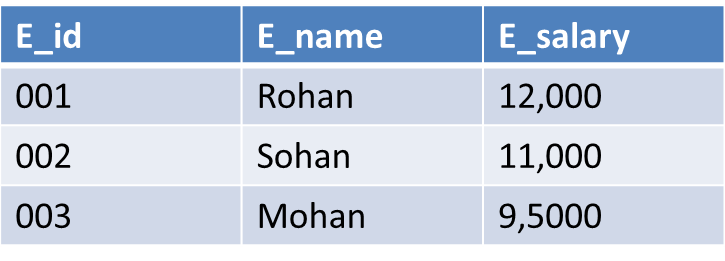 E_id E_name E_salary
001 Rohan 12,000
002 Sohan 11,000
003 Mohan 9,5000